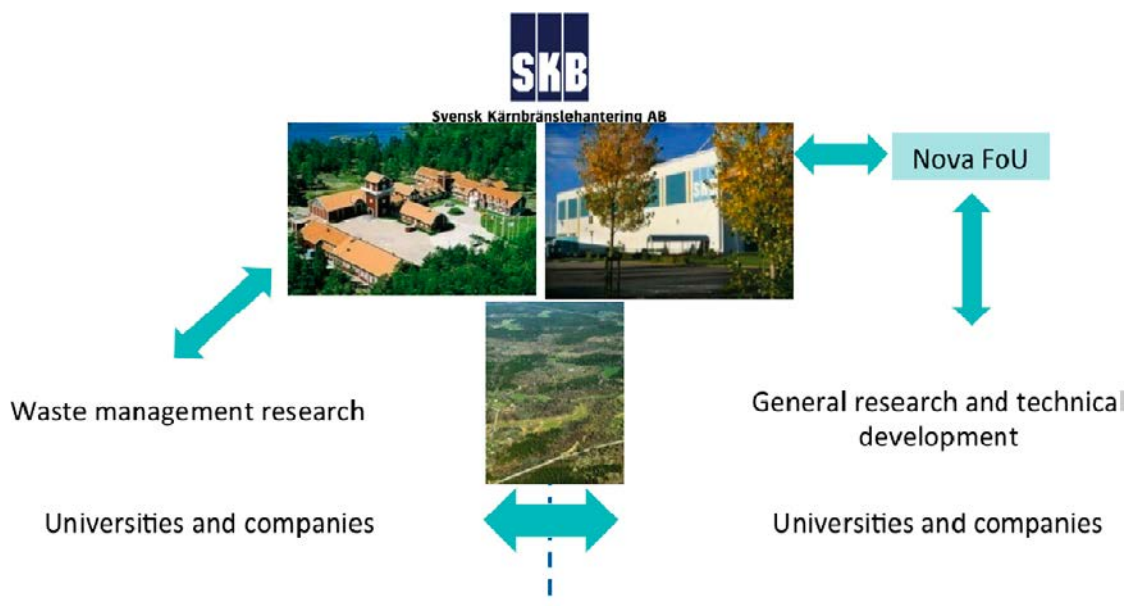 SKB
Svensk Kärnbränslehantering AB
SKB
Nova FoU
Waste management research
General research and technical
development
Universities and companies
Universities and companies